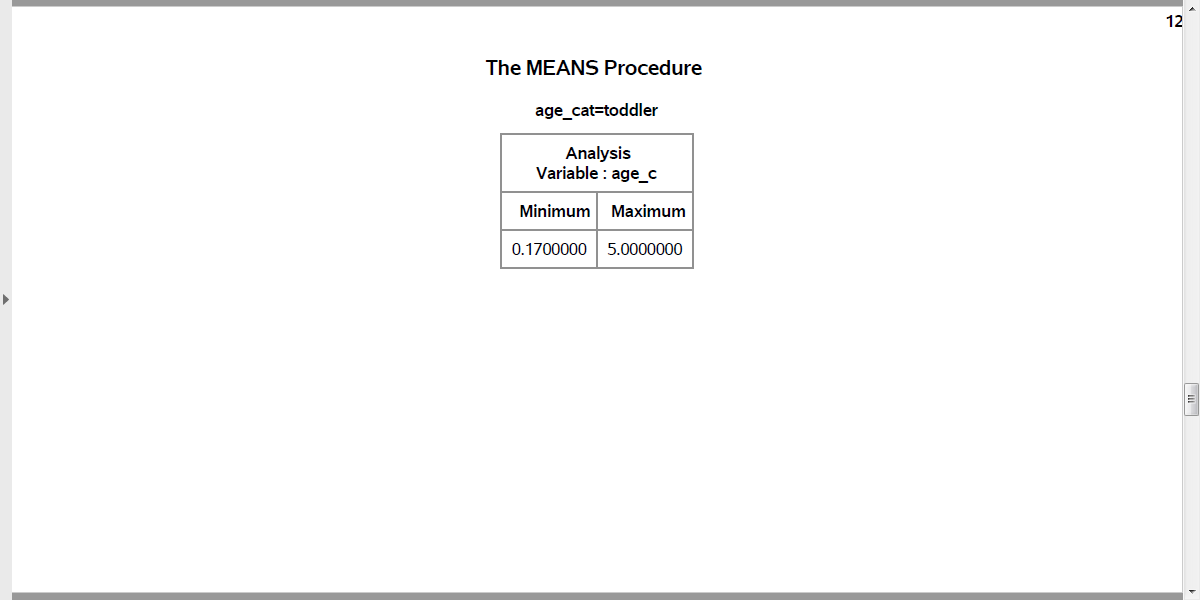 12
The MEANS Procedure
age_cat=toddler
Analysis
Variable : age_c
Minimum Maximum
0.1700000 5.0000000